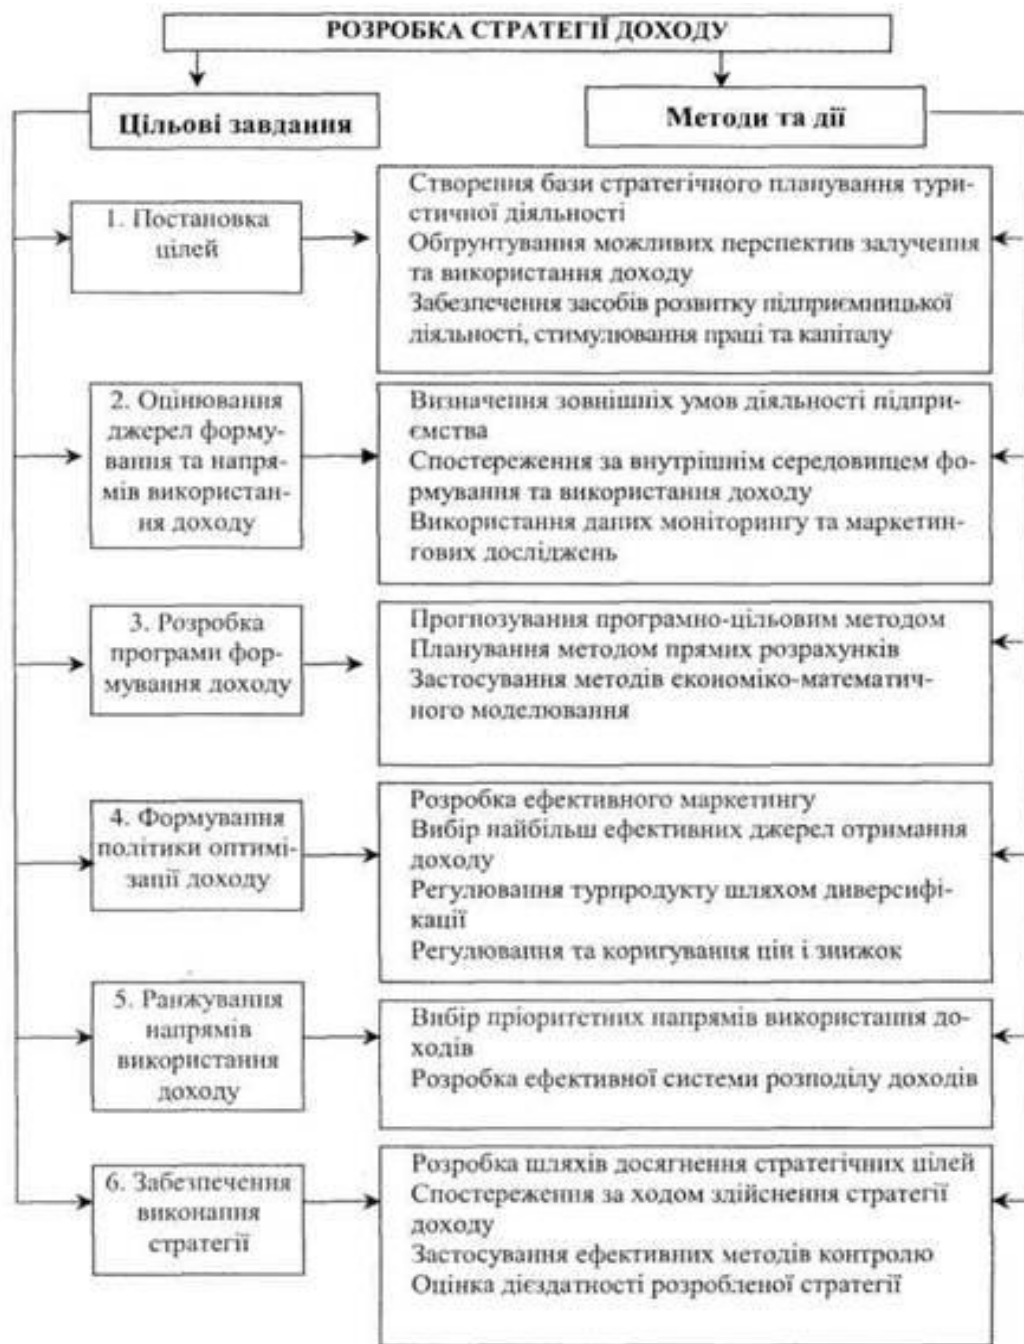 РОЗРОБКА СТРАТЕГІЇ ДОХОДУ
Цільові завдання
Методи та дії
1. Постановка
цілей
Створення бази стратегічного планування тури-
стичної діяльності
Обґрунтування можливих перспектив залучення
та використання доходу
Забезпечення засобів розвитку підприємницької
діяльності, стимулювання праці та капіталу
2. Оцінювання
джерел форму-
вання та напря-
мів використан-
ня доходу
Визначення зовнішніх умов діяльності підпри-
ємства
Спостереження за внутрішнім середовищем фо-
рмування та використання доходу
Використання даних моніторингу та маркетин-
гових досліджень
3. Розробка
програми фор-
мування доходу
Прогнозування програмно-цільовим методом
Планування методом прямих розрахунків
Застосування методів економіко-математич-
ного моделювання
4. Формування
політики оптимі-
зації доходу
Розробка ефективного маркетингу
Вибір найбільш ефективних джерел отримання
доходу
Регулювання турпродукту шляхом диверсифі-
кації
Регулювання та коригування цін і знижок
5. Ранжування
напрямів
використання
доходу
Вибір пріоритетних напрямів використання до-
ходів
Розробка ефективної системи розподілу доходів
6. Забезпечення
виконання
стратегії
Розробка шляхів досягнення стратегічних цілей
Спостереження за ходом здійснення стратегії
доходу
Застосування ефективних методів контролю
Оцінка дієздатності розробленої стратегії